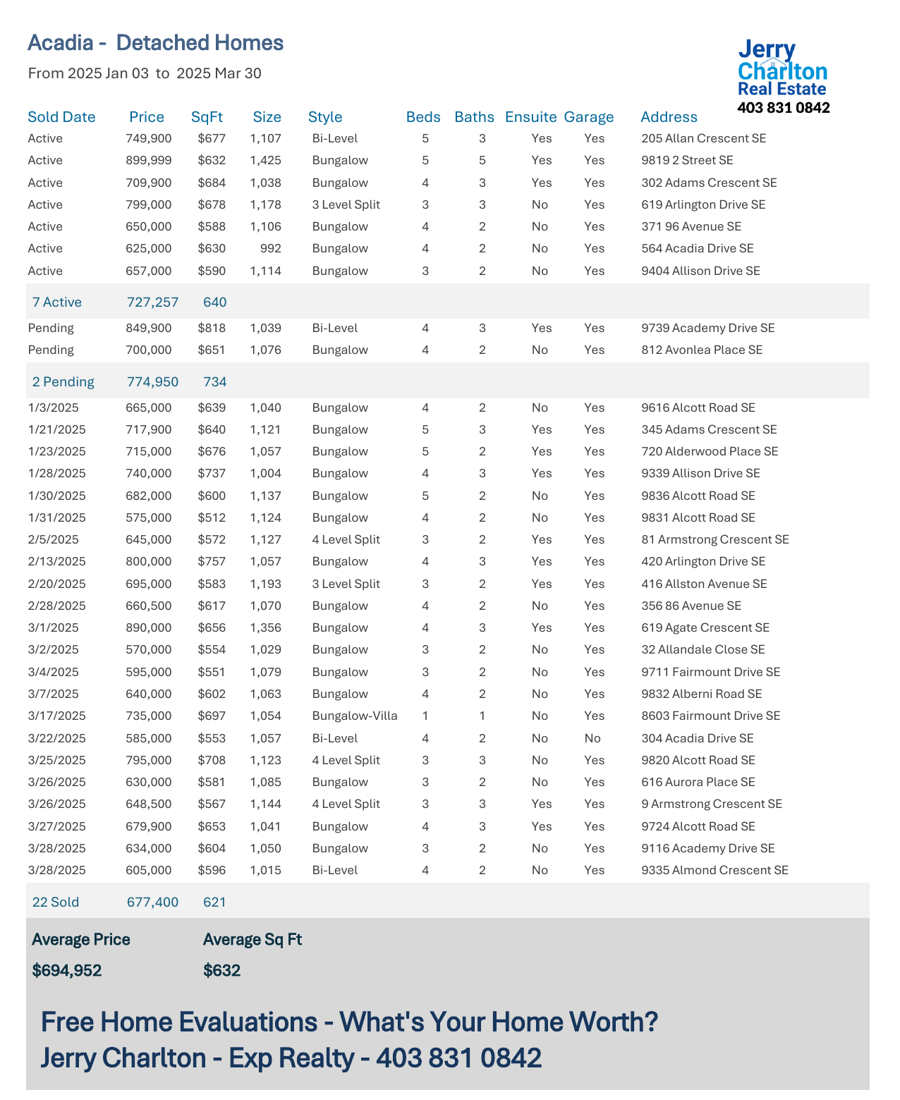 Acadia - Detached Homes
From 2025 Jan 03 to 2025 Mar 30
Jerry
Charlton
Real Estate
403 831 0842
Sold Date Price SqFt Size Style Beds Baths Ensuite Garage Address
Active 749,900 $677 1,107 Bi-Level 5 3 Yes Yes 205 Allan Crescent SE
Active 899,999 $632 1,425 Bungalow 5 5 Yes Yes 9819 2 Street SE
Active 709,900 $684 1,038 Bungalow 4 3 Yes Yes 302 Adams Crescent SE
Active 799,000 $678 1,178 3 Level Split 3 3 No Yes 619 Arlington Drive SE
Active 650,000 $588 1,106 Bungalow 4 2 No Yes 371 96 Avenue SE
Active 625,000 $630 992 Bungalow 4 2 No Yes 564 Acadia Drive SE
Active 657,000 $590 1,114 Bungalow 3 2 No Yes 9404 Allison Drive SE
7 Active 727,257 640
Pending 849,900 $818 1,039 Bi-Level 4 3 Yes Yes 9739 Academy Drive SE
Pending 700,000 $651 1,076 Bungalow 4 2 No Yes 812 Avonlea Place SE
2 Pending 774,950 734
1/3/2025 665,000 $639 1,040 Bungalow 4 2 No Yes 9616 Alcott Road SE
1/21/2025 717,900 $640 1,121 Bungalow 5 3 Yes Yes 345 Adams Crescent SE
1/23/2025 715,000 $676 1,057 Bungalow 5 2 Yes Yes 720 Alderwood Place SE
1/28/2025 740,000 $737 1,004 Bungalow 4 3 Yes Yes 9339 Allison Drive SE
1/30/2025 682,000 $600 1,137 Bungalow 5 2 No Yes 9836 Alcott Road SE
1/31/2025 575,000 $512 1,124 Bungalow 4 2 No Yes 9831 Alcott Road SE
2/5/2025 645,000 $572 1,127 4 Level Split 3 2 Yes Yes 81 Armstrong Crescent SE
2/13/2025 800,000 $757 1,057 Bungalow 4 3 Yes Yes 420 Arlington Drive SE
2/20/2025 695,000 $583 1,193 3 Level Split 3 2 Yes Yes 416 Allston Avenue SE
2/28/2025 660,500 $617 1,070 Bungalow 4 2 No Yes 356 86 Avenue SE
3/1/2025 890,000 $656 1,356 Bungalow 4 3 Yes Yes 619 Agate Crescent SE
3/2/2025 570,000 $554 1,029 Bungalow 3 2 No Yes 32 Allandale Close SE
3/4/2025 595,000 $551 1,079 Bungalow 3 2 No Yes 9711 Fairmount Drive SE
3/7/2025 640,000 $602 1,063 Bungalow 4 2 No Yes 9832 Alberni Road SE
3/17/2025 735,000 $697 1,054 Bungalow-Villa 1 1 No Yes 8603 Fairmount Drive SE
3/22/2025 585,000 $553 1,057 Bi-Level 4 2 No No 304 Acadia Drive SE
3/25/2025 795,000 $708 1,123 4 Level Split 3 3 No Yes 9820 Alcott Road SE
3/26/2025 630,000 $581 1,085 Bungalow 3 2 No Yes 616 Aurora Place SE
3/26/2025 648,500 $567 1,144 4 Level Split 3 3 Yes Yes 9 Armstrong Crescent SE
3/27/2025 679,900 $653 1,041 Bungalow 4 3 Yes Yes 9724 Alcott Road SE
3/28/2025 634,000 $604 1,050 Bungalow 3 2 No Yes 9116 Academy Drive SE
3/28/2025 605,000 $596 1,015 Bi-Level 4 2 No Yes 9335 Almond Crescent SE
22 Sold 677,400 621
Average Price Average Sq Ft
$694,952 $632
Free Home Evaluations - What's Your Home Worth?
Jerry Charlton - Exp Realty - 403 831 0842